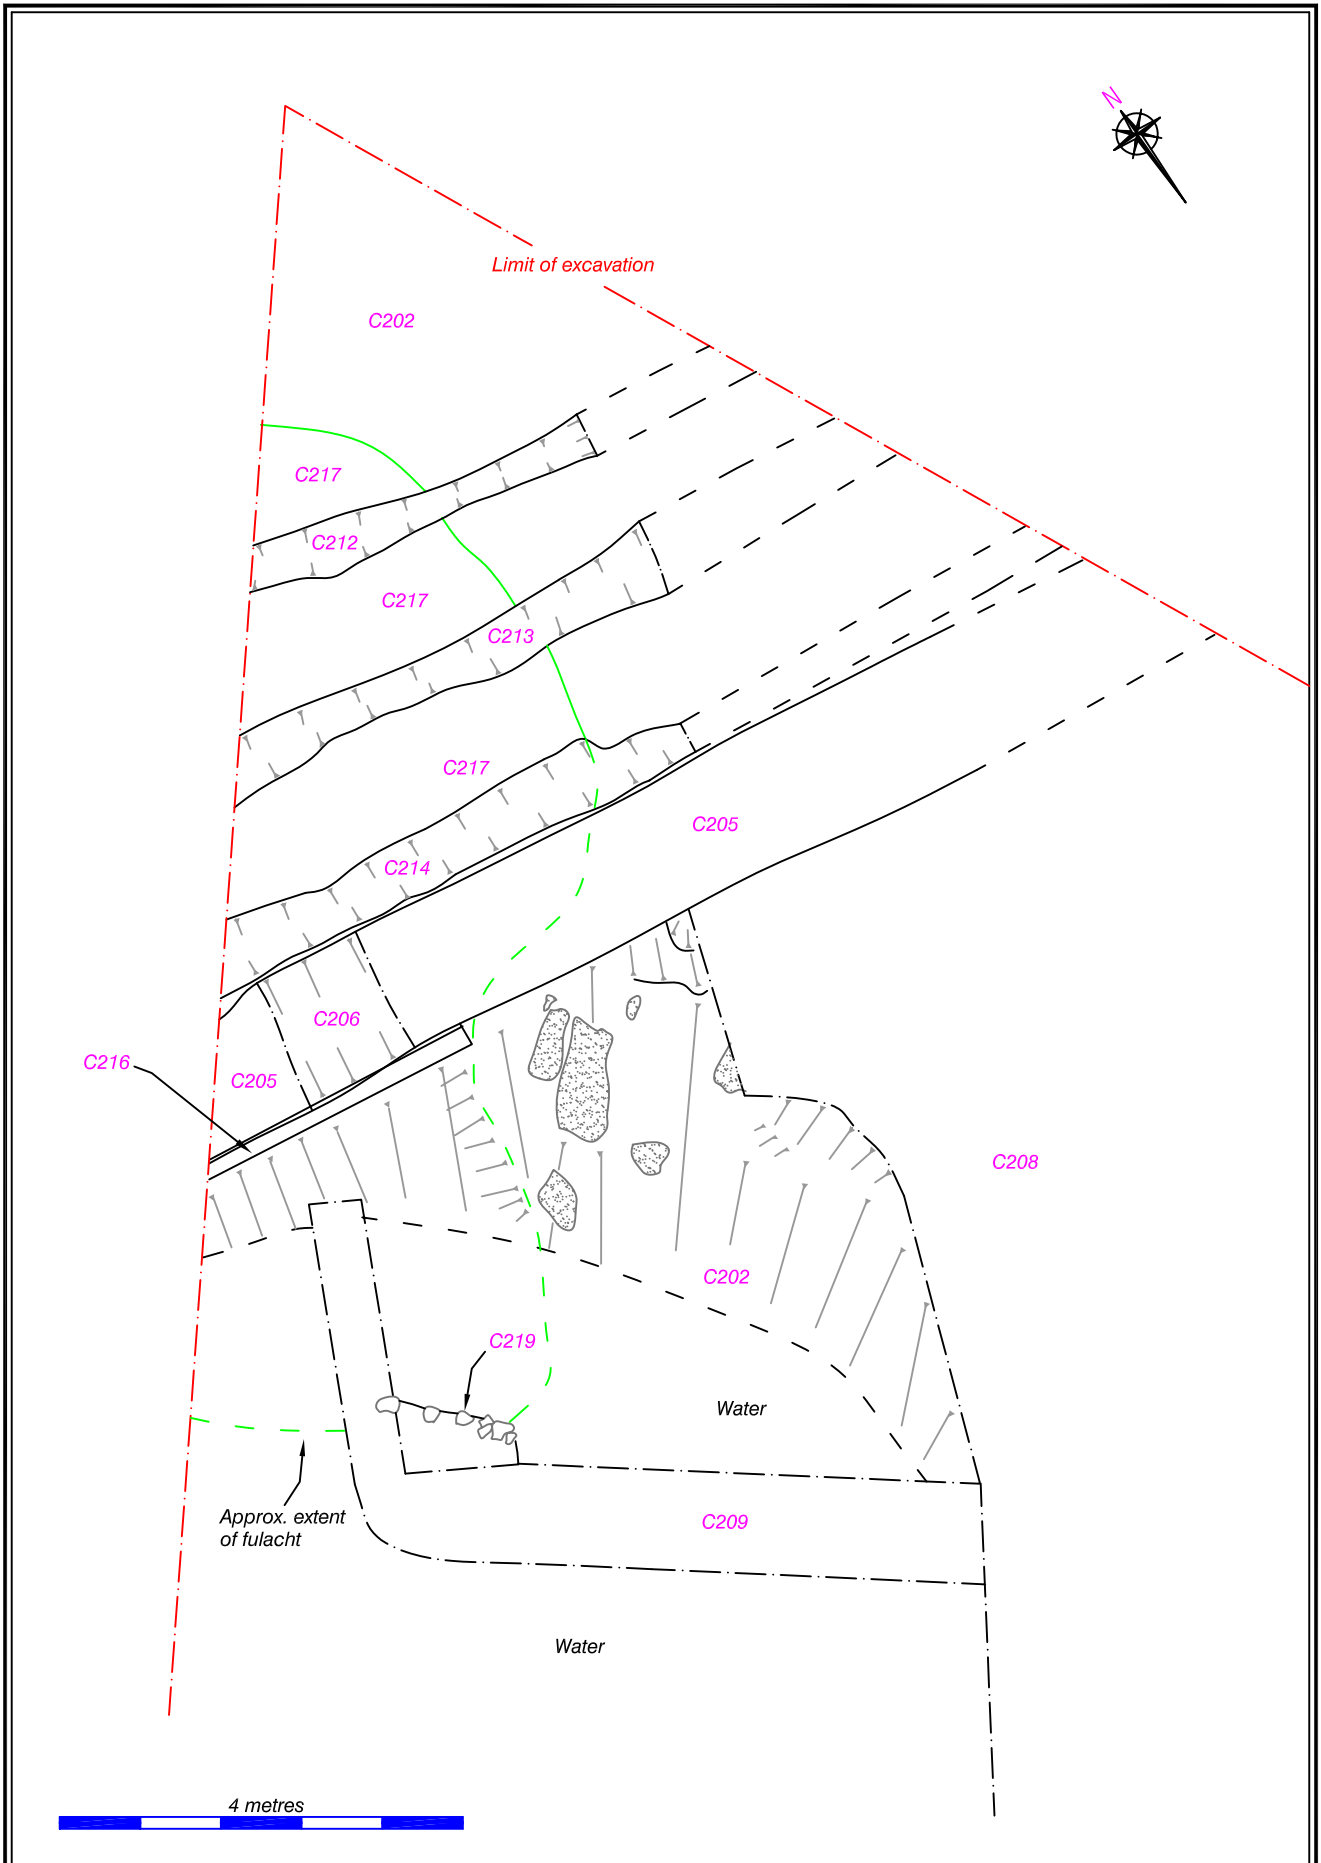 N
Limit of excavation
C202
C217
C212
C217
C213
C217
C205
C214
C206
C216
C205
C208
C202
C219
Water
Approx. extent
of fulacht
C209
Water
4 metres